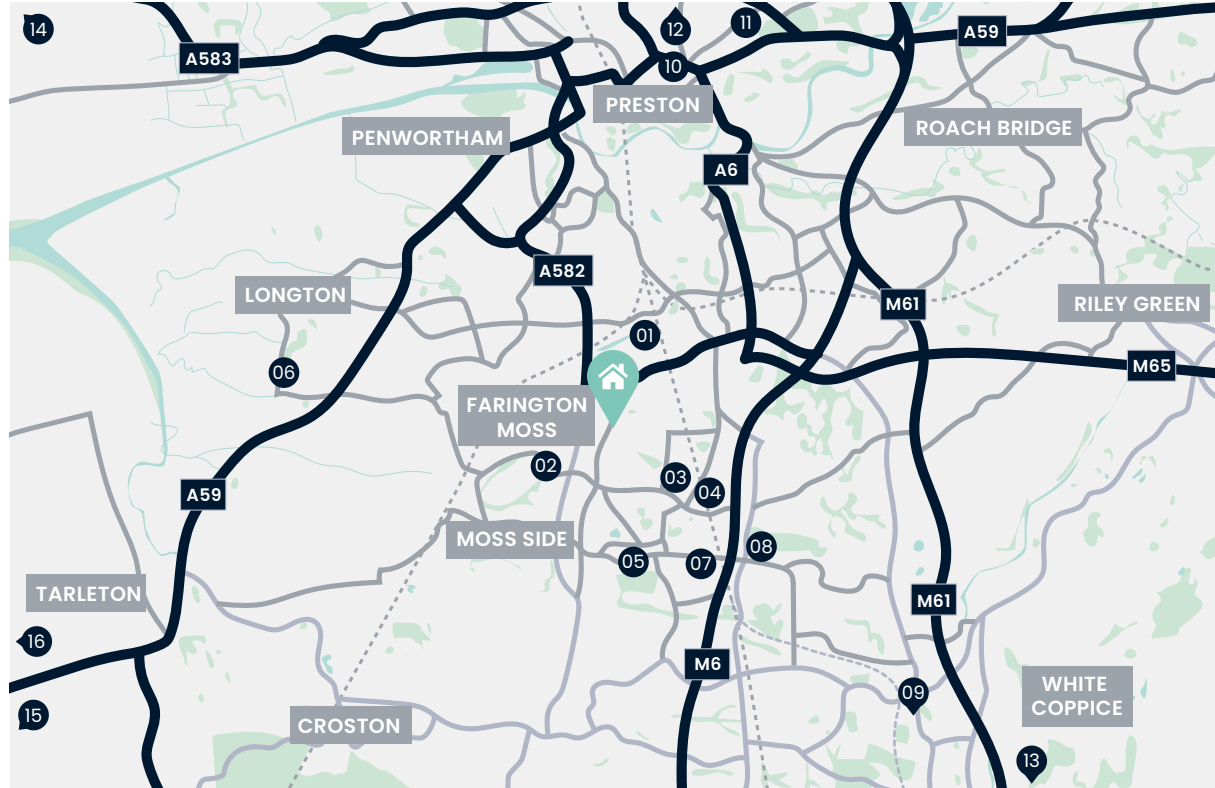 14
12
11
A583
A59
10
PRESTON
PENWORTHAM
ROACH BRIDGE
A6
A582
LONGTON
M61
RILEY GREEN
01
06
M65
FARINGTON
MOSS
02
03
04
A59
MOSS SIDE
05
07
08
TARLETON
M61
16
M6
09
WHITE
COPPICE
15
CROSTON
13